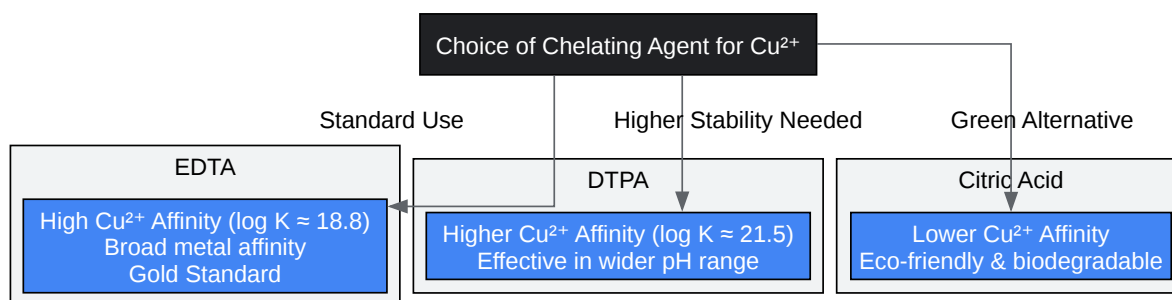 Choice of Chelating Agent for Cu²⁺
Standard Use
Higher Stability Needed
Green Alternative
EDTA
High Cu²⁺ Affinity (log K ≈ 18.8)
Broad metal affinity
Gold Standard
DTPA
Higher Cu²⁺ Affinity (log K ≈ 21.5)
Effective in wider pH range
Citric Acid
Lower Cu²⁺ Affinity
Eco-friendly & biodegradable